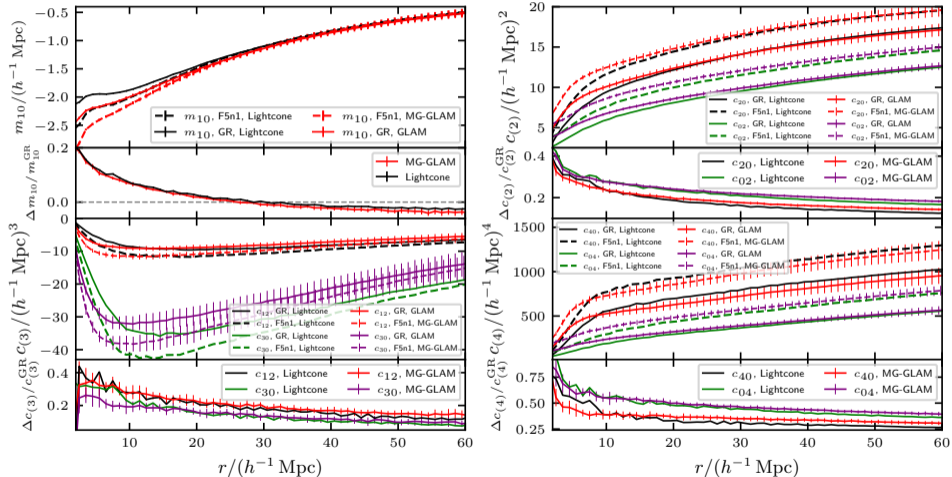 m₁₀/(h⁻¹ Mpc)
−0.5
−1.0
−1.5
−2.0
−2.5
m₁₀, F5n1, Lightcone
m₁₀, GR, Lightcone
m₁₀, F5n1, MG-GLAM
m₁₀, GR, GLAM
Δm₁₀/m₁₀^GR
0.2
0.0
0
MG-GLAM
Lightcone
c₍₃₎/(h⁻¹ Mpc)³
−10
−20
−30
−40
c₁₂, GR, Lightcone
c₁₂, F5n1, Lightcone
c₃₀, GR, Lightcone
c₃₀, F5n1, Lightcone
c₁₂, GR, GLAM
c₁₂, F5n1, MG-GLAM
c₃₀, GR, GLAM
c₃₀, F5n1, MG-GLAM
Δc₍₃₎/c₍₃₎^GR
0.4
0.2
c₁₂, Lightcone
c₃₀, Lightcone
c₁₂, MG-GLAM
c₃₀, MG-GLAM
10 20 30 40 50 60
r/(h⁻¹ Mpc)
c₍₂₎/(h⁻¹ Mpc)²
20
15
10
5
c₂₀, GR, Lightcone
c₂₀, F5n1, Lightcone
c₀₂, GR, Lightcone
c₀₂, F5n1, Lightcone
c₂₀, GR, GLAM
c₂₀, F5n1, MG-GLAM
c₀₂, GR, GLAM
c₀₂, F5n1, MG-GLAM
Δc₍₂₎/c₍₂₎^GR
0.4
0.2
c₂₀, Lightcone
c₀₂, Lightcone
c₂₀, MG-GLAM
c₀₂, MG-GLAM
c₍₄₎/(h⁻¹ Mpc)⁴
1500
1000
500
c₄₀, GR, Lightcone
c₄₀, F5n1, Lightcone
c₀₄, GR, Lightcone
c₀₄, F5n1, Lightcone
c₄₀, GR, GLAM
c₄₀, F5n1, MG-GLAM
c₀₄, GR, GLAM
c₀₄, F5n1, MG-GLAM
Δc₍₄₎/c₍₄₎^GR
0.75
0.50
0.25
c₄₀, Lightcone
c₀₄, Lightcone
c₄₀, MG-GLAM
c₀₄, MG-GLAM
10 20 30 40 50 60
r/(h⁻¹ Mpc)